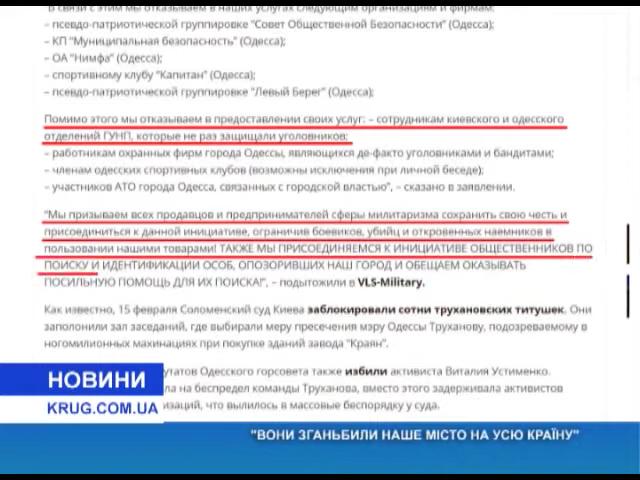 В связи с этим мы отказываем в наших услугах следующим организациям и фирмам:
– псевдо-патриотической группировке "Совет Общественной Безопасности" (Одесса);
– КП "Муниципальная безопасность" (Одесса);
– ОА "Нимфа" (Одесса);
– спортивному клубу "Капитан" (Одесса);
– псевдо-патриотической группировке "Левый Берег" (Одесса);
Помимо этого мы отказываем в предоставлении своих услуг: – сотрудникам киевского и одесского
отделений ГУНП, которые не раз защищали уголовников;
– работникам охранных фирм города Одессы, являющихся де-факто уголовниками и бандитами;
– членам одесских спортивных клубов (возможны исключения при личной беседе);
– участников АТО города Одесса, связанных с городской властью", – сказано в заявлении.
"Мы призываем всех продавцов и предпринимателей сферы милитаризма сохранить свою честь и
присоединиться к данной инициативе, ограничив боевиков, убийц и откровенных наемников в
пользовании нашими товарами! ТАКЖЕ МЫ ПРИСОЕДИНЯЕМСЯ К ИНИЦИАТИВЕ ОБЩЕСТВЕННИКОВ ПО
ПОИСКУ И ИДЕНТИФИКАЦИИ ОСОБ, ОПОЗОРИВШИХ НАШ ГОРОД И ОБЕЩАЕМ ОКАЗЫВАТЬ
ПОСИЛЬНУЮ ПОМОЩЬ ДЛЯ ИХ ПОИСКА!", – подытожили в VLS-Military.
Как известно, 15 февраля Соломенский суд Киева заблокировали сотни трухановских титушек. Они
заполонили зал заседаний, где выбирали меру пресечения мэру Одессы Труханову, подозреваемому в
ногомилионных махинациях при покупке зданий завода "Краян".
путатов Одесского горсовета также избили активиста Виталия Устименко.
ла на беспредел команды Труханова, вместо этого задерживала активистов
изаций, что вылилось в массовые беспорядку у суда.
НОВИНИ
KRUG.COM.UA
"ВОНИ ЗГАНЬБИЛИ НАШЕ МІСТО НА УСЮ КРАЇНУ"